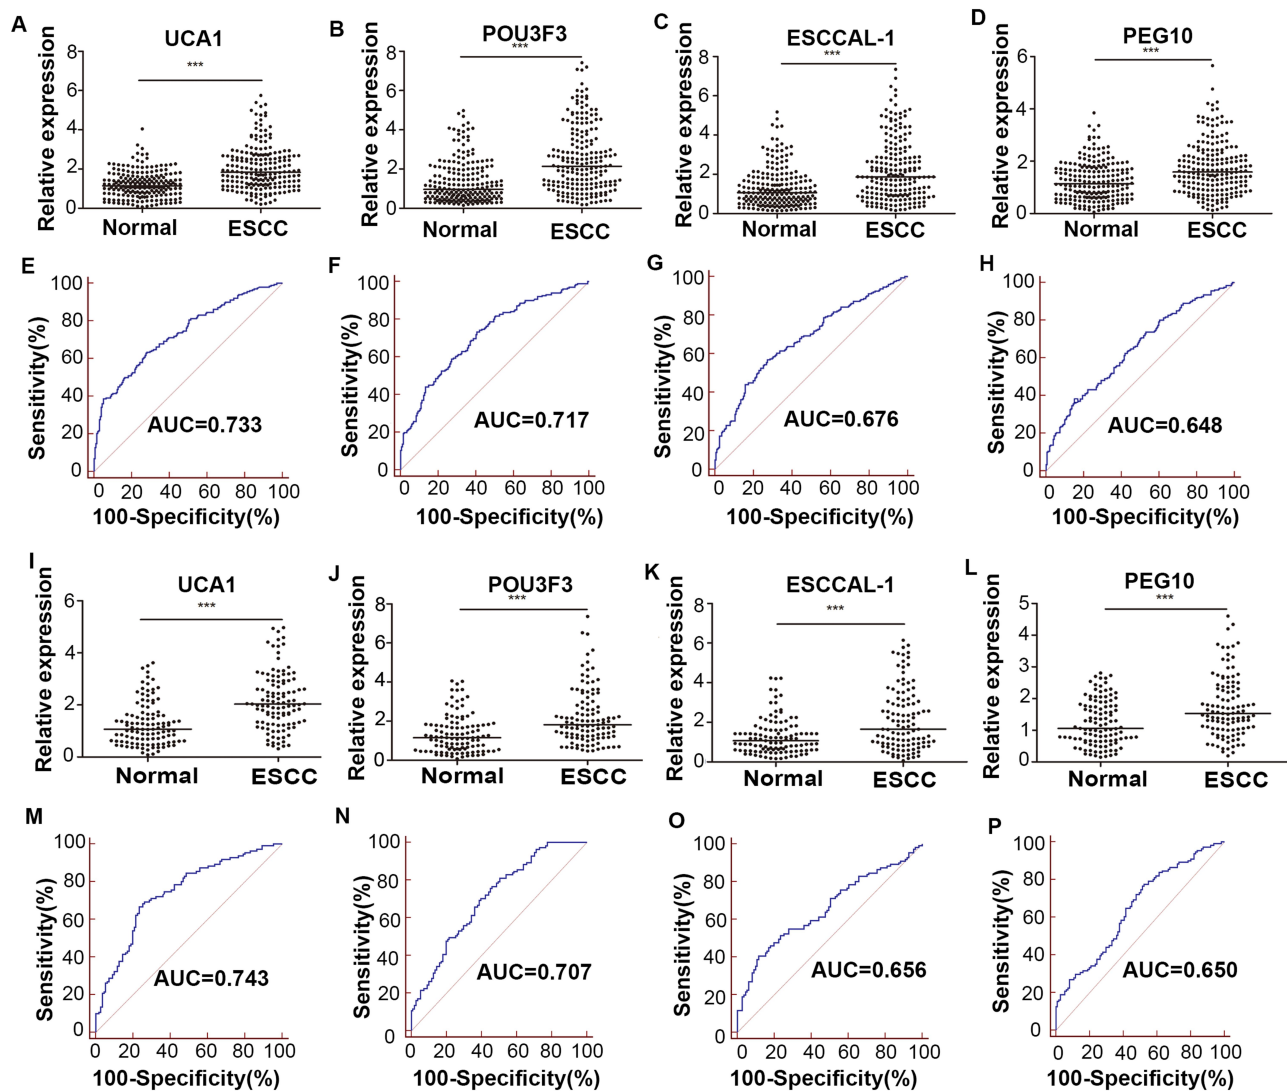 A
UCA1
***
Relative expression
8
6
4
2
0
Normal
ESCC
B
POU3F3
***
Relative expression
8
6
4
2
0
Normal
ESCC
C
ESCCAL-1
***
Relative expression
8
6
4
2
0
Normal
ESCC
D
PEG10
***
Relative expression
6
4
2
0
Normal
ESCC
E
Sensitivity(%)
100
80
60
40
20
0
AUC=0.733
0 20 40 60 80 100
100-Specificity(%)
F
Sensitivity(%)
100
80
60
40
20
0
AUC=0.717
0 20 40 60 80 100
100-Specificity(%)
G
Sensitivity(%)
100
80
60
40
20
0
AUC=0.676
0 20 40 60 80 100
100-Specificity(%)
H
Sensitivity(%)
100
80
60
40
20
0
AUC=0.648
0 20 40 60 80 100
100-Specificity(%)
I
UCA1
***
Relative expression
6
4
2
0
Normal
ESCC
J
POU3F3
***
Relative expression
8
6
4
2
0
Normal
ESCC
K
ESCCAL-1
***
Relative expression
8
6
4
2
0
Normal
ESCC
L
PEG10
***
Relative expression
5
4
3
2
1
0
Normal
ESCC
M
Sensitivity(%)
100
80
60
40
20
0
AUC=0.743
0 20 40 60 80 100
100-Specificity(%)
N
Sensitivity(%)
100
80
60
40
20
0
AUC=0.707
0 20 40 60 80 100
100-Specificity(%)
O
Sensitivity(%)
100
80
60
40
20
0
AUC=0.656
0 20 40 60 80 100
100-Specificity(%)
P
Sensitivity(%)
100
80
60
40
20
0
AUC=0.650
0 20 40 60 80 100
100-Specificity(%)